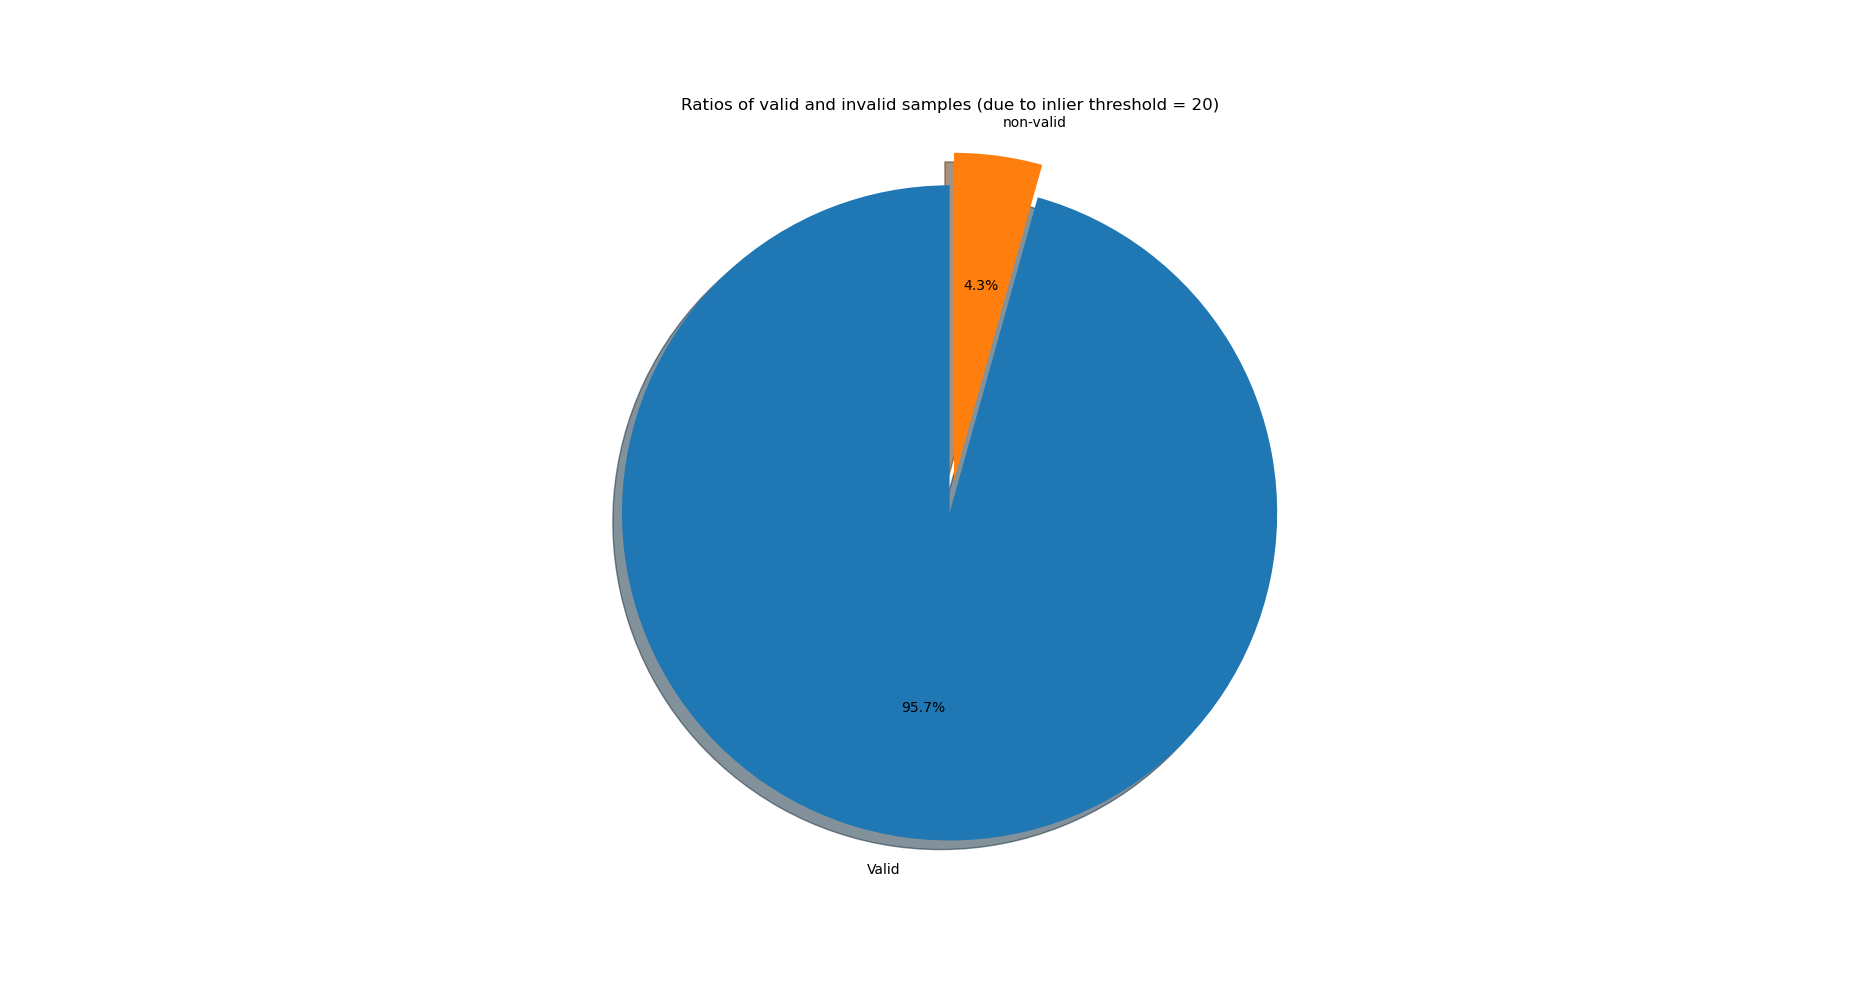 Ratios of valid and invalid samples (due to inlier threshold = 20)
non-valid
4.3%
95.7%
Valid